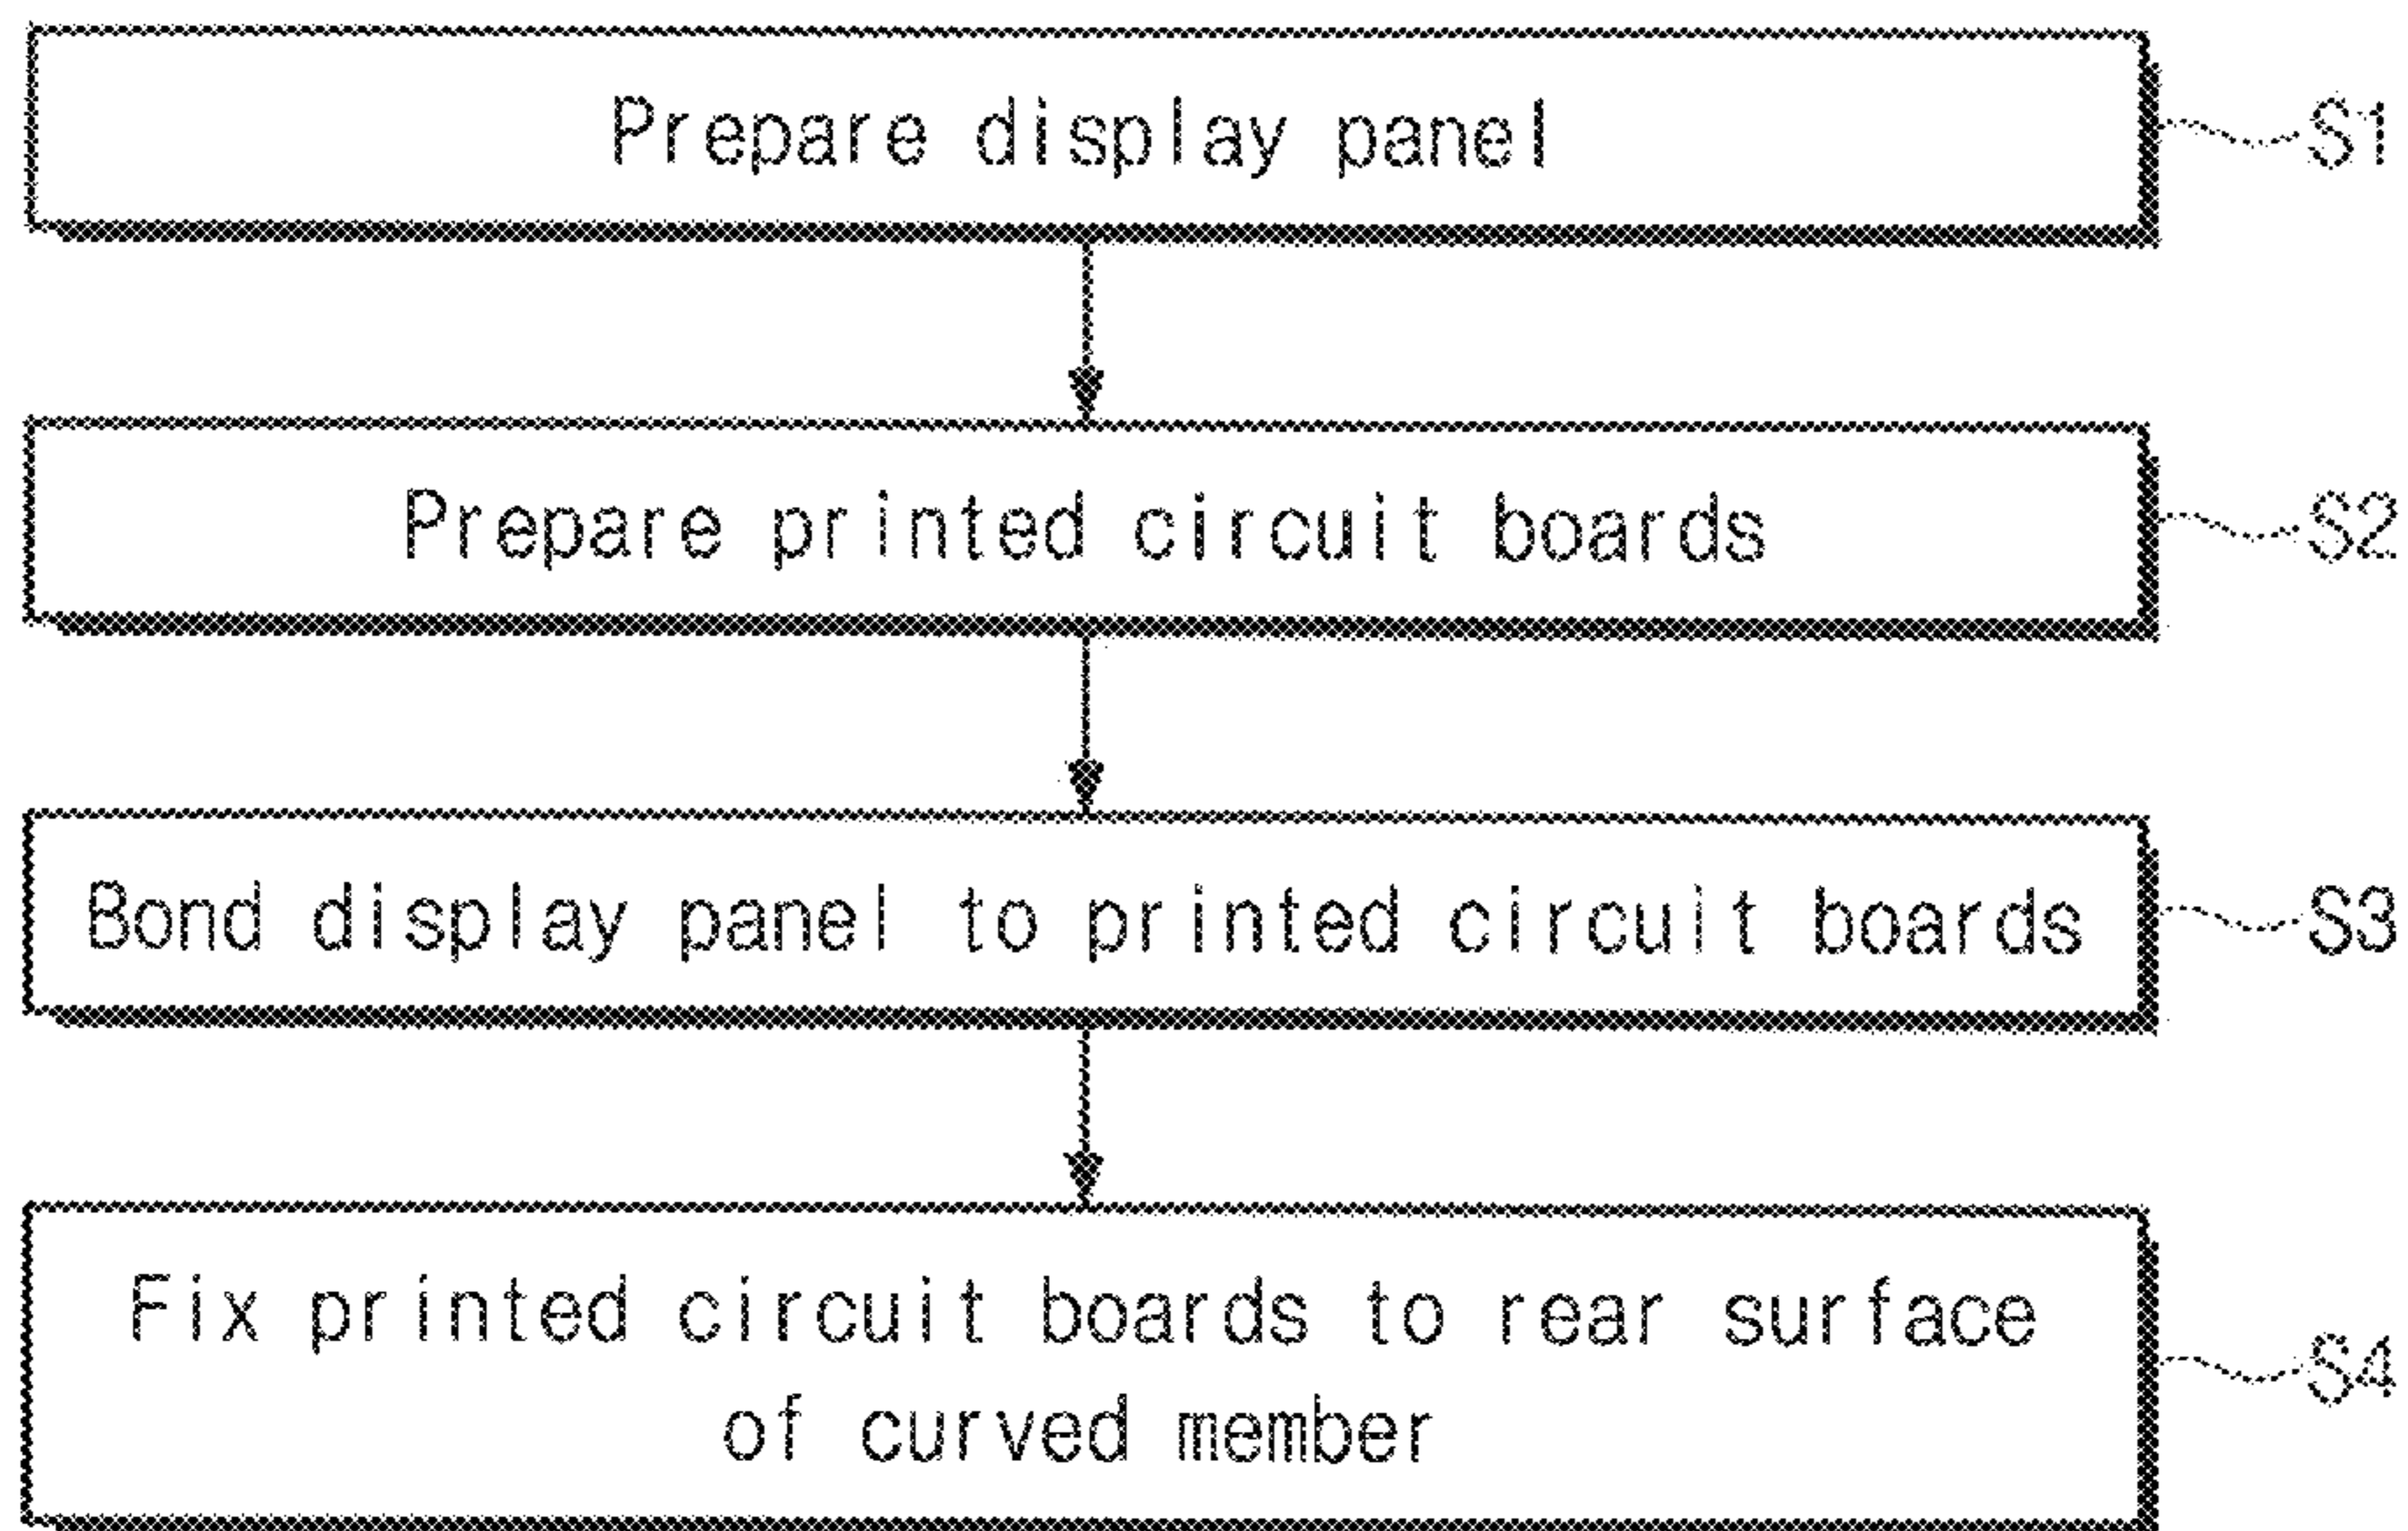 Prepare display panel
S1
Prepare printed circuit boards
S2
Bond display panel to printed circuit boards
S3
Fix printed circuit boards to rear surface
of curved member
S4